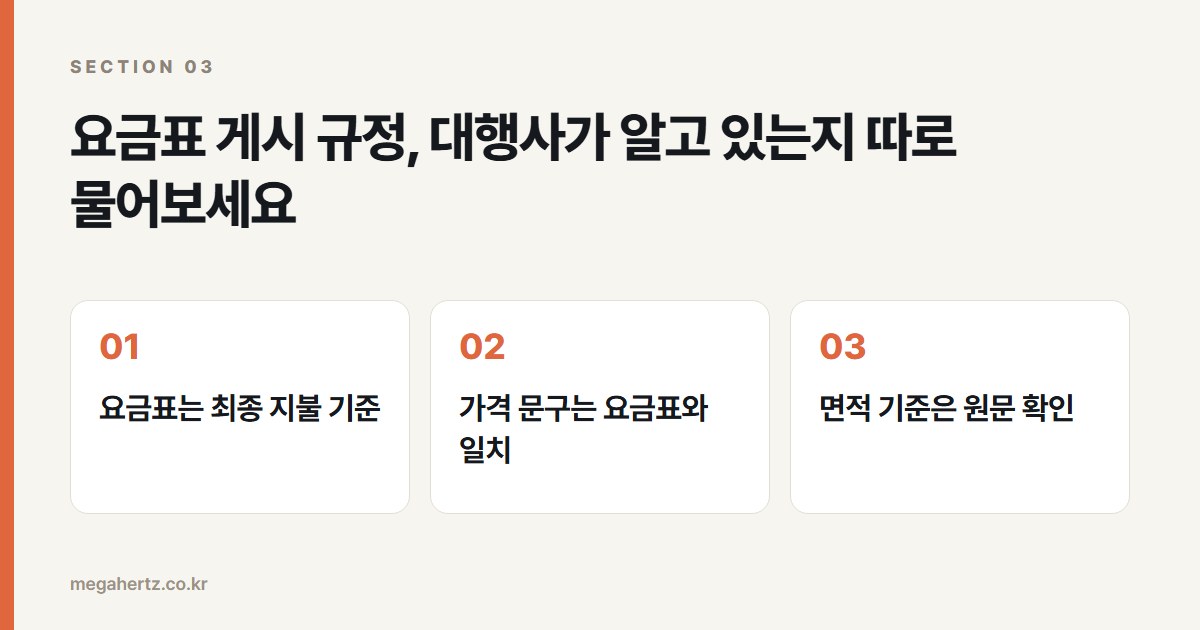 SECTION 03
요금표 게시 규정, 대행사가 알고 있는지 따로
물어보세요
01
요금표는 최종 지불 기준
02
가격 문구는 요금표와
일치
03
면적 기준은 원문 확인
megahertz.co.kr